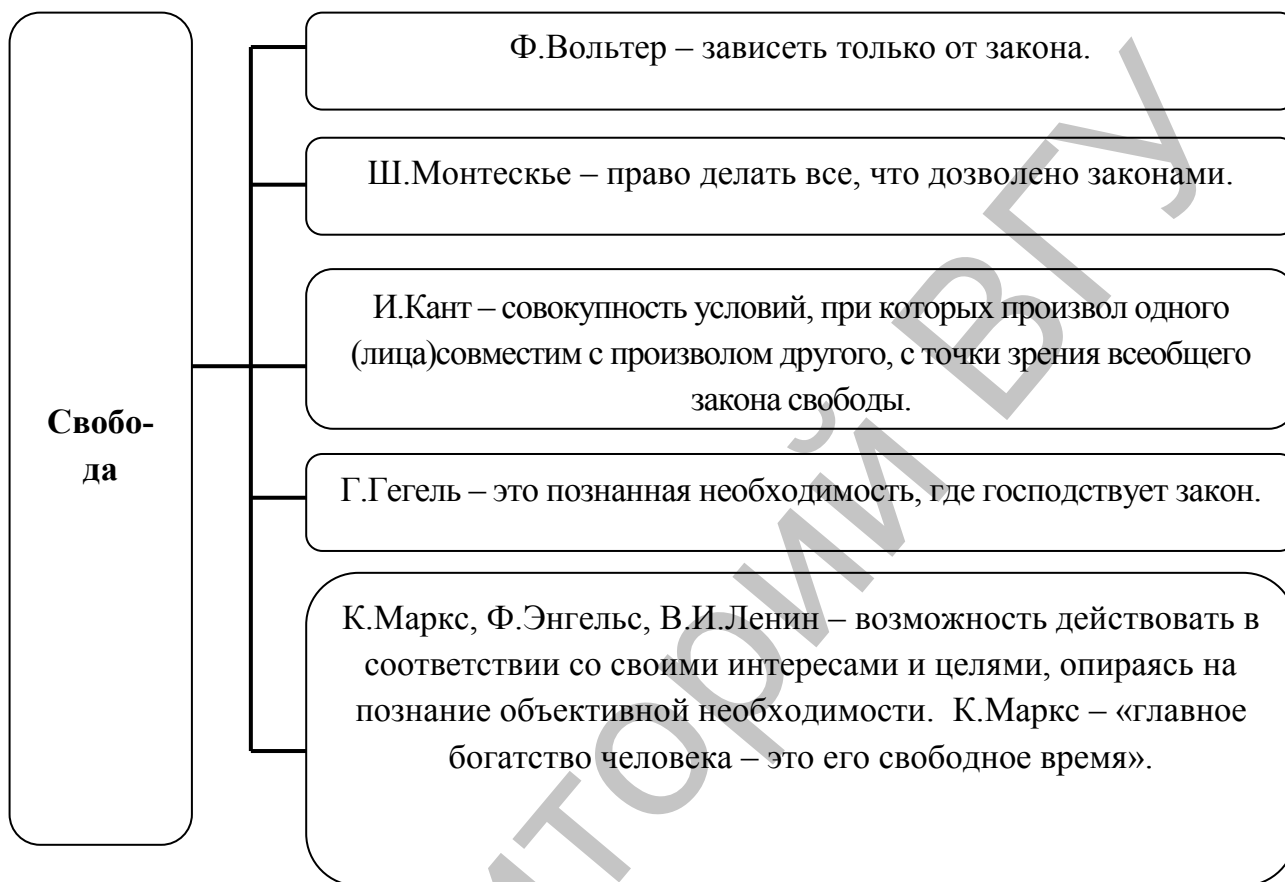 Ф.Вольтер – зависеть только от закона.
Ш.Монтескье – право делать все, что дозволено законами.
И.Кант – совокупность условий, при которых произвол одного
(лица)совместим с произволом другого, с точки зрения всеобщего
закона свободы.
Свобо-
да
Г.Гегель – это познанная необходимость, где господствует закон.
К.Маркс, Ф.Энгельс, В.И.Ленин – возможность действовать в
соответствии со своими интересами и целями, опираясь на
познание объективной необходимости.  К.Маркс – «главное
богатство человека – это его свободное время».
иторий ВГУ